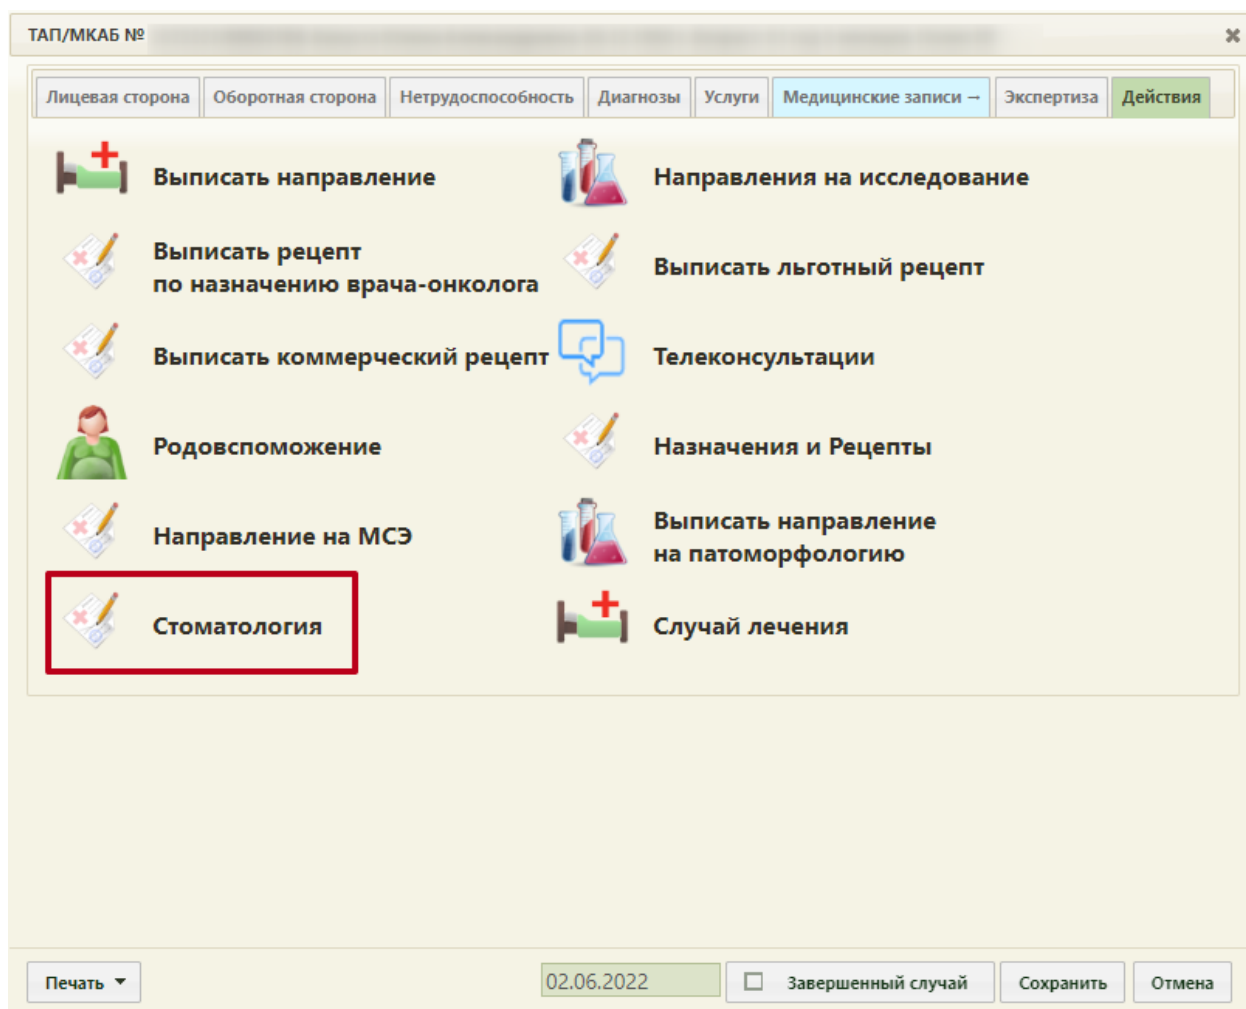 ТАП/МКАБ №
Лицевая сторона
Оборотная сторона
Нетрудоспособность
Диагнозы
Услуги
Медицинские записи →
Экспертиза
Действия
Выписать направление
Направления на исследование
Выписать рецепт
по назначению врача-онколога
Выписать льготный рецепт
Выписать коммерческий рецепт
Телеконсультации
Родовспоможение
Назначения и Рецепты
Направление на МСЭ
Выписать направление
на патоморфологию
Стоматология
Случай лечения
Печать
02.06.2022
Завершенный случай
Сохранить
Отмена